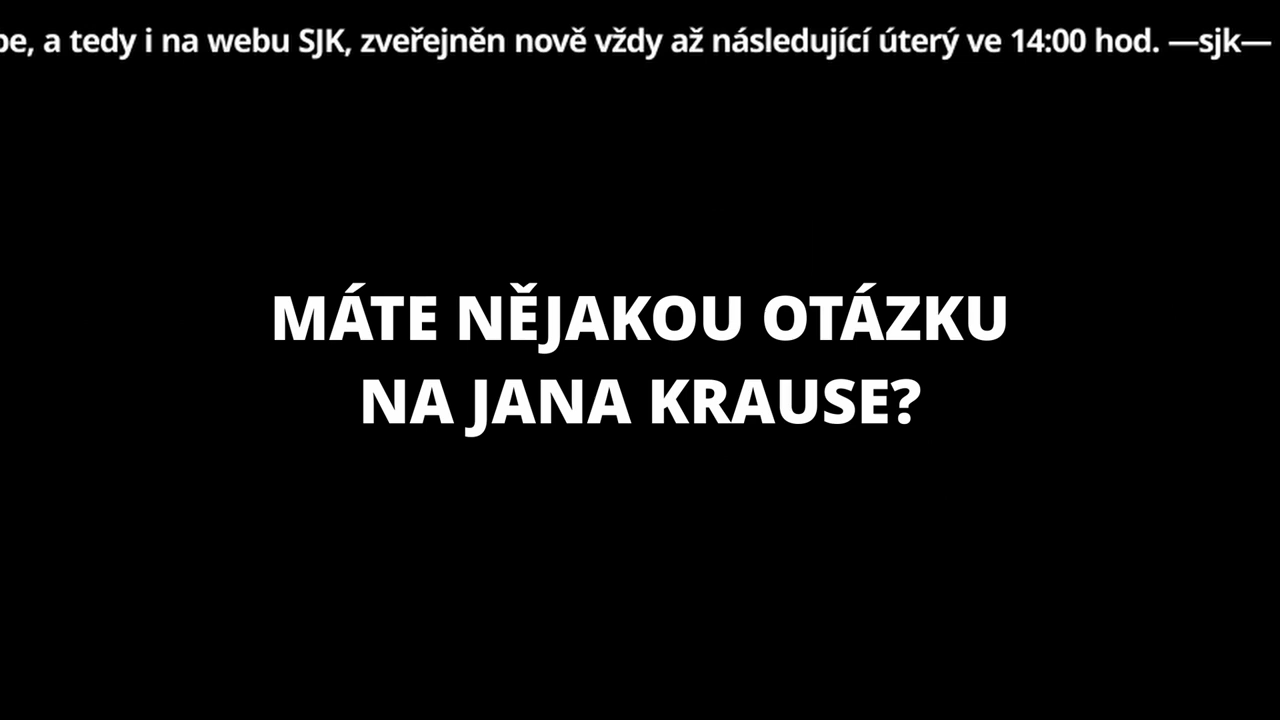 a tedy i na webu SJK, zveřejněn nově vždy až následující úterý ve 14:00 hod. —sjk—
MÁTE NĚJAKOU OTÁZKU
NA JANA KRAUSE?